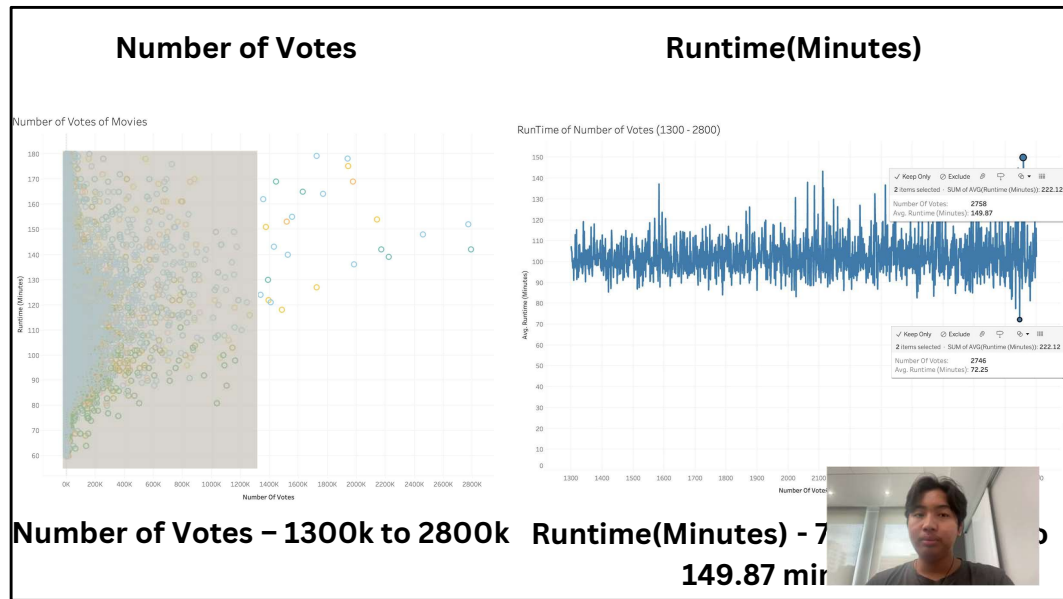 Number of Votes
Runtime(Minutes)
Number of Votes of Movies
180
170
160
150
140
130
120
110
100
90
80
70
60
Runtime (Minutes)
0K 200K 400K 600K 800K 1000K 1200K 1400K 1600K 1800K 2000K 2200K 2400K 2600K 2800K
Number Of Votes
RunTime of Number of Votes (1300 - 2800)
150
140
130
120
110
100
90
80
70
60
50
40
30
20
10
0
Avg. Runtime (Minutes)
Keep Only Exclude
2 items selected · SUM of AVG(Runtime (Minutes)): 222.12
Number Of Votes: 2758
Avg. Runtime (Minutes): 149.87
Keep Only Exclude
2 items selected · SUM of AVG(Runtime (Minutes)): 222.12
Number Of Votes: 2746
Avg. Runtime (Minutes): 72.25
1300 1400 1500 1600 1700 1800 1900 2000
Number Of
Number of Votes – 1300k to 2800k
Runtime(Minutes) - 7
149.87